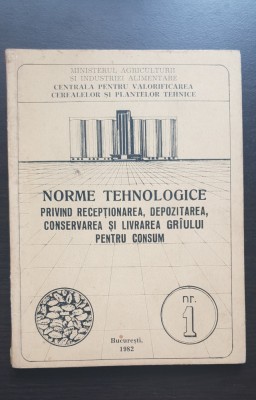 MINISTERUL AGRICULTURII
ȘI INDUSTRIEI ALIMENTARE
CENTRALA PENTRU VALORIFICAREA
CEREALELOR ȘI PLANTELOR TEHNICE
NORME TEHNOLOGICE
PRIVIND RECEPȚIONAREA, DEPOZITAREA,
CONSERVAREA ȘI LIVRAREA GRÎULUI
PENTRU CONSUM
nr.
1
București,
1982